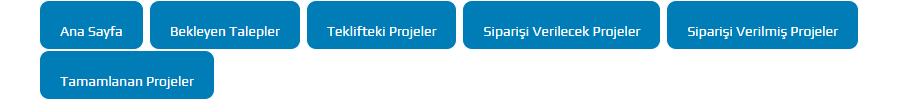 Ana Sayfa Bekleyen Talepler Teklifteki Projeler Siparişi Verilecek Projeler Siparişi Verilmiş Projeler
Tamamlanan Projeler